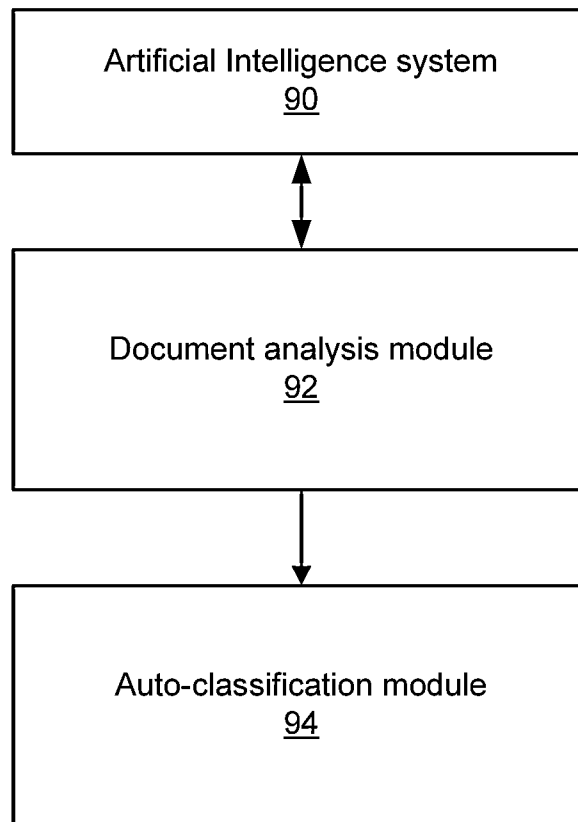 Artificial Intelligence system
90
Document analysis module
92
Auto-classification module
94